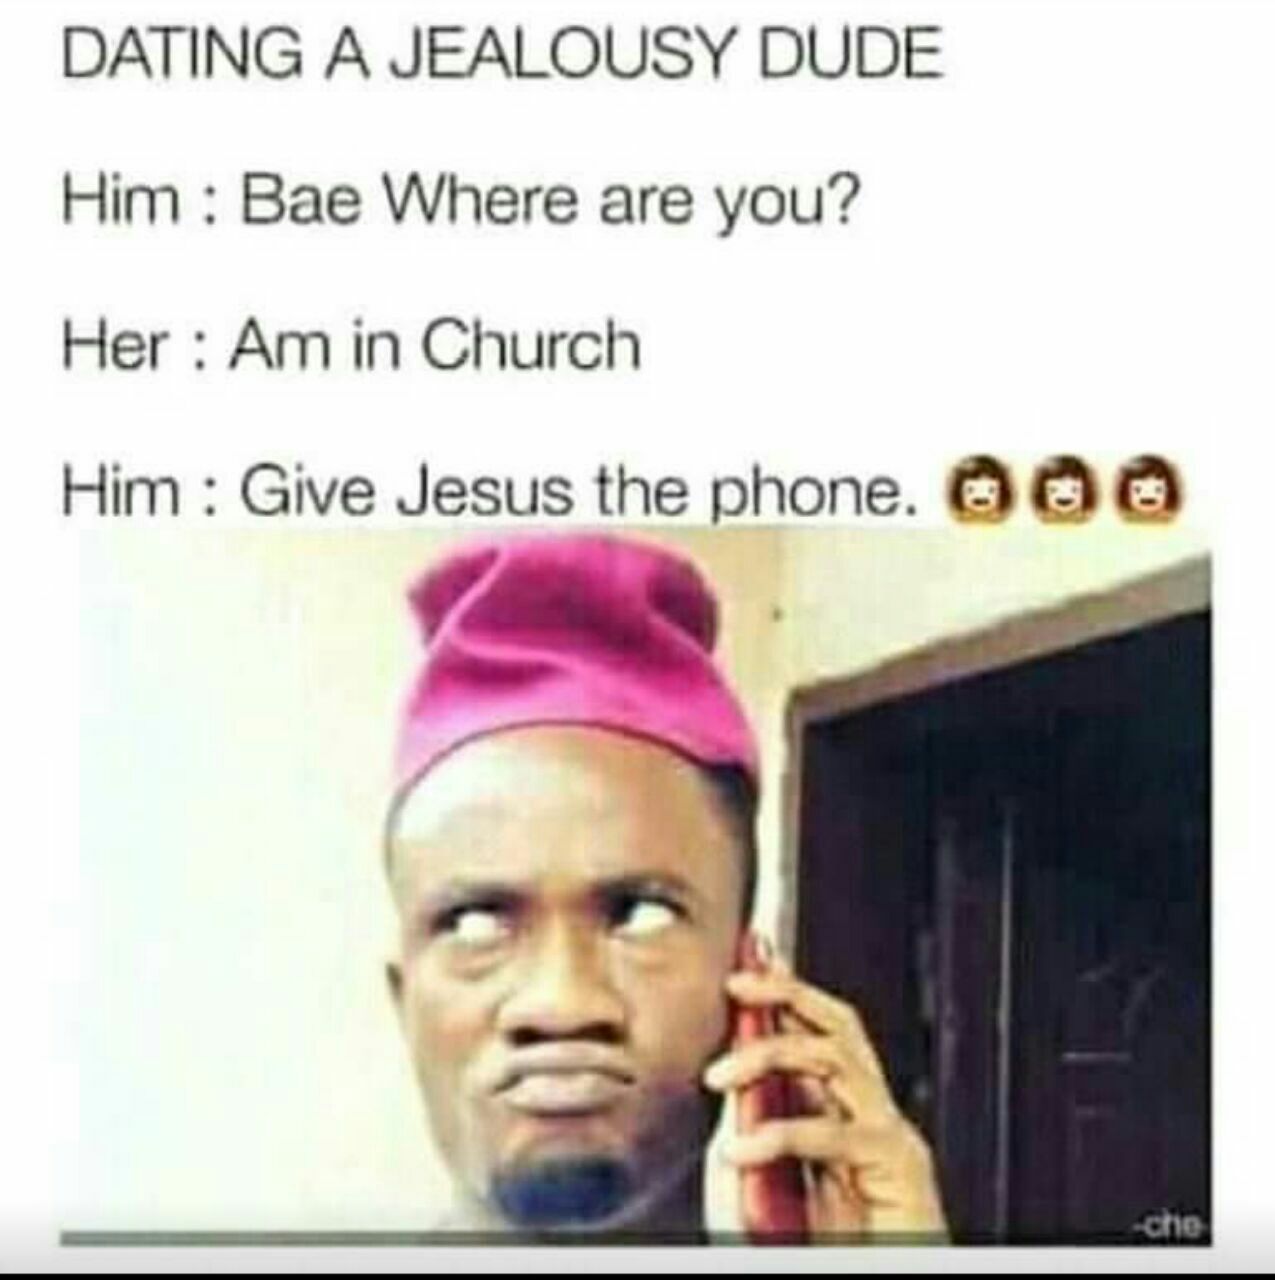 DATING A JEALOUSY DUDE
Him : Bae Where are you?
Her : Am in Church
Him : Give Jesus the phone. 🙆🙆🙆
-che